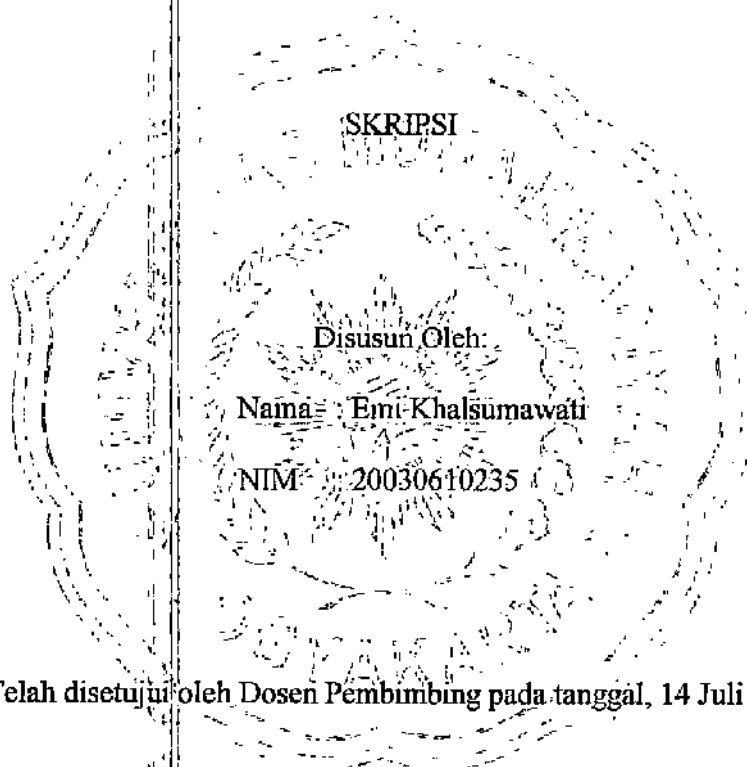 SKRIPSI
Disusun Oleh:
Nama : Emi Khalsumawati
NIM : 20030610235
Telah disetujui oleh Dosen Pembimbing pada tanggal, 14 Juli